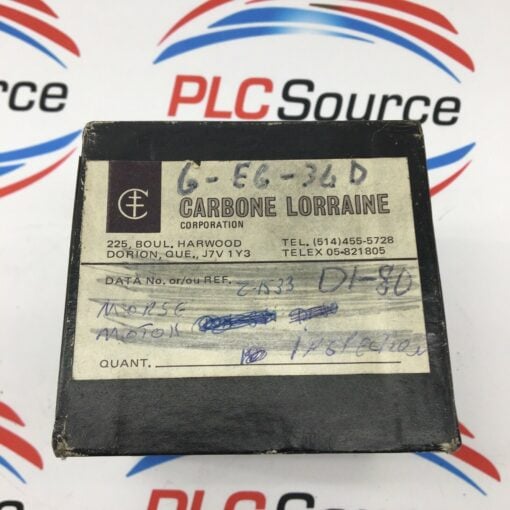 PLC Source
PLC Source
6-EG-34D
CARBONE LORRAINE
CORPORATION
225, BOUL. HARWOOD
DORION, QUE., J7V 1Y3
TEL. (514) 455-5728
TELEX 05-821805
DATA No. or/ou REF.
D1-80
MORSE
MOTOR
QUANT.
PLC